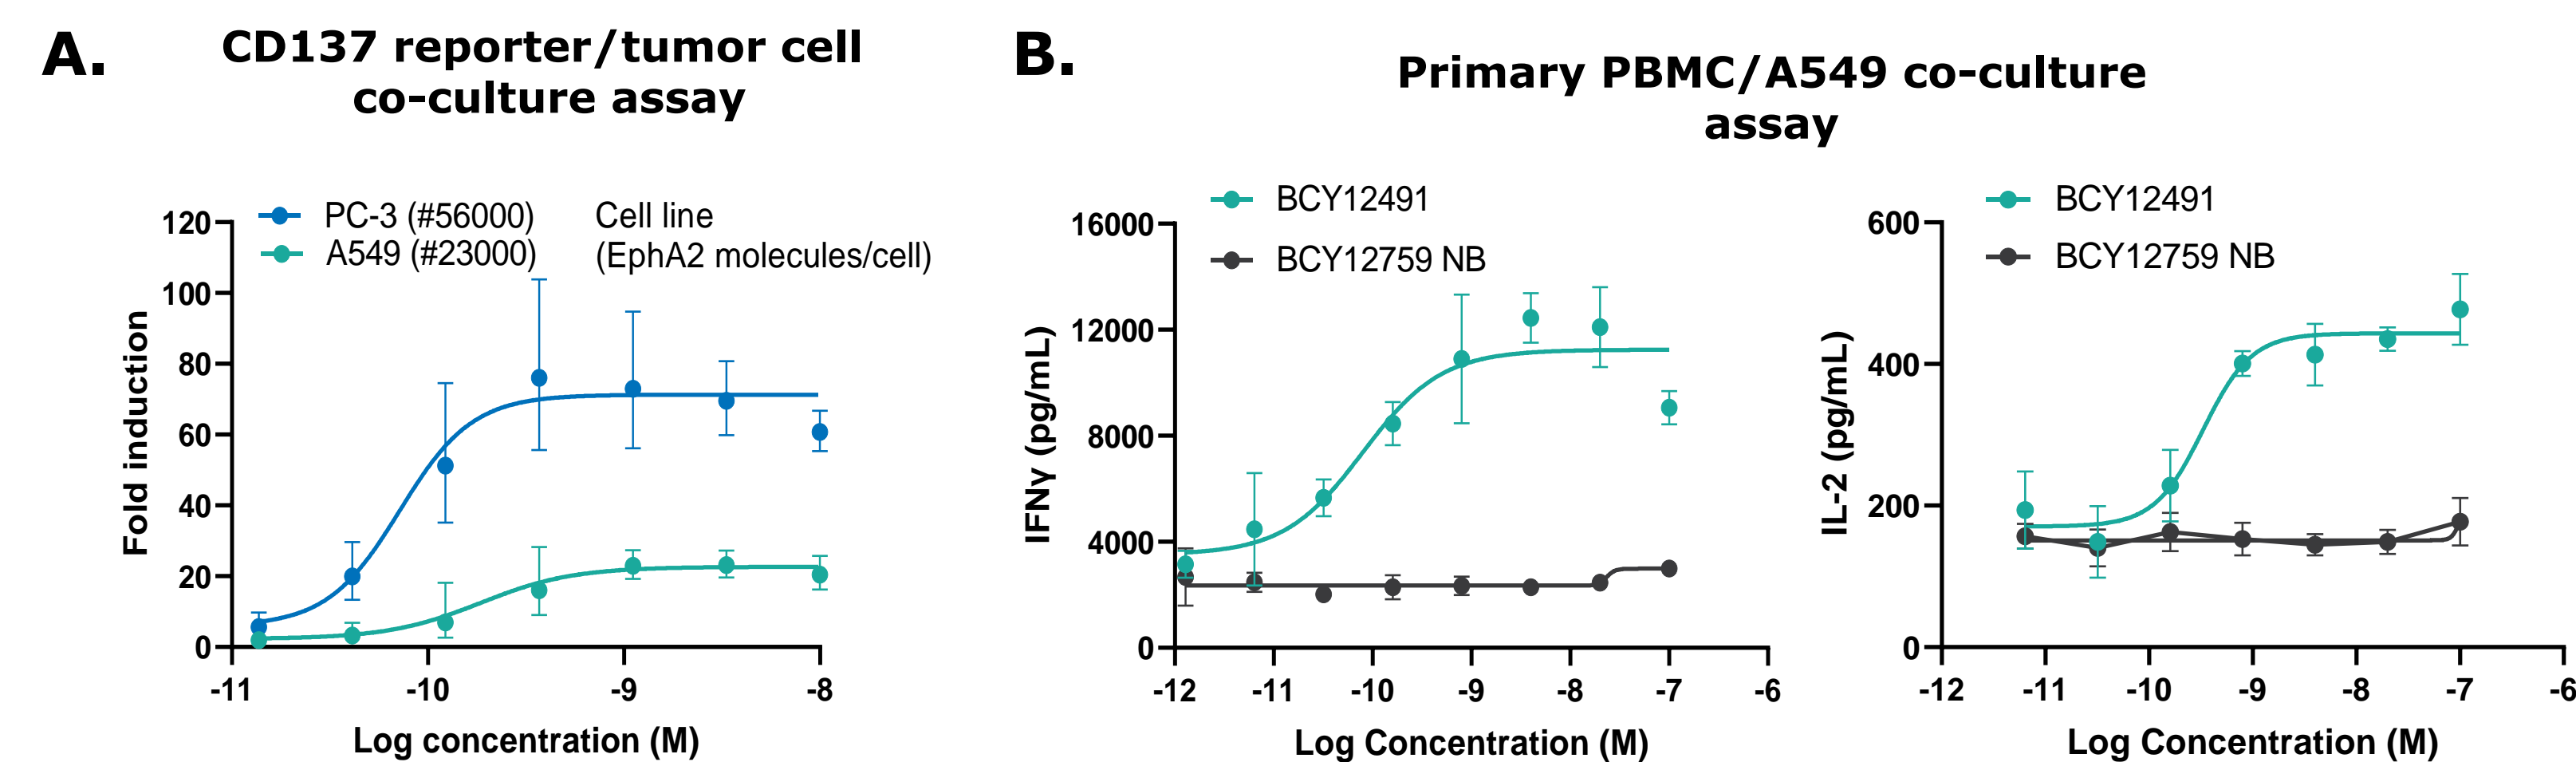 A.
CD137 reporter/tumor cell
co-culture assay
PC-3 (#56000)
A549 (#23000)
Cell line
(EphA2 molecules/cell)
Fold induction
120
100
80
60
40
20
0
-11
-10
-9
-8
Log concentration (M)
B.
Primary PBMC/A549 co-culture
assay
BCY12491
BCY12759 NB
IFNγ (pg/mL)
16000
12000
8000
4000
0
-12
-11
-10
-9
-8
-7
-6
Log Concentration (M)
BCY12491
BCY12759 NB
IL-2 (pg/mL)
600
400
200
0
-12
-11
-10
-9
-8
-7
-6
Log Concentration (M)